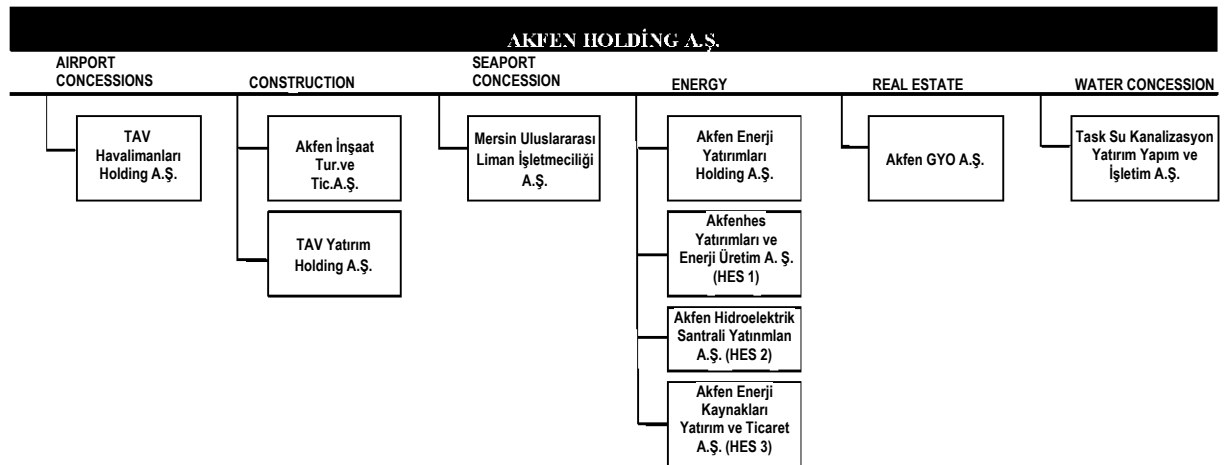 AKFEN HOLDİNG A.Ş.
AIRPORT
CONCESSIONS
CONSTRUCTION
SEAPORT
CONCESSION
ENERGY
REAL ESTATE
WATER CONCESSION
TAV
Havalimanları
Holding A.Ş.
Akfen İnşaat
Tur.ve
Tic.A.Ş.
TAV Yatırım
Holding A.Ş.
Mersin Uluslararası
Liman İşletmeciliği
A.Ş.
Akfen Enerji
Yatırımları
Holding A.Ş.
Akfenhes
Yatırımları ve
Enerji Üretim A. Ş.
(HES 1)
Akfen Hidroelektrik
Santrali Yatırımları
A.Ş. (HES 2)
Akfen Enerji
Kaynakları
Yatırım ve Ticaret
A.Ş. (HES 3)
Akfen GYO A.Ş.
Task Su Kanalizasyon
Yatırım Yapım ve
İşletim A.Ş.